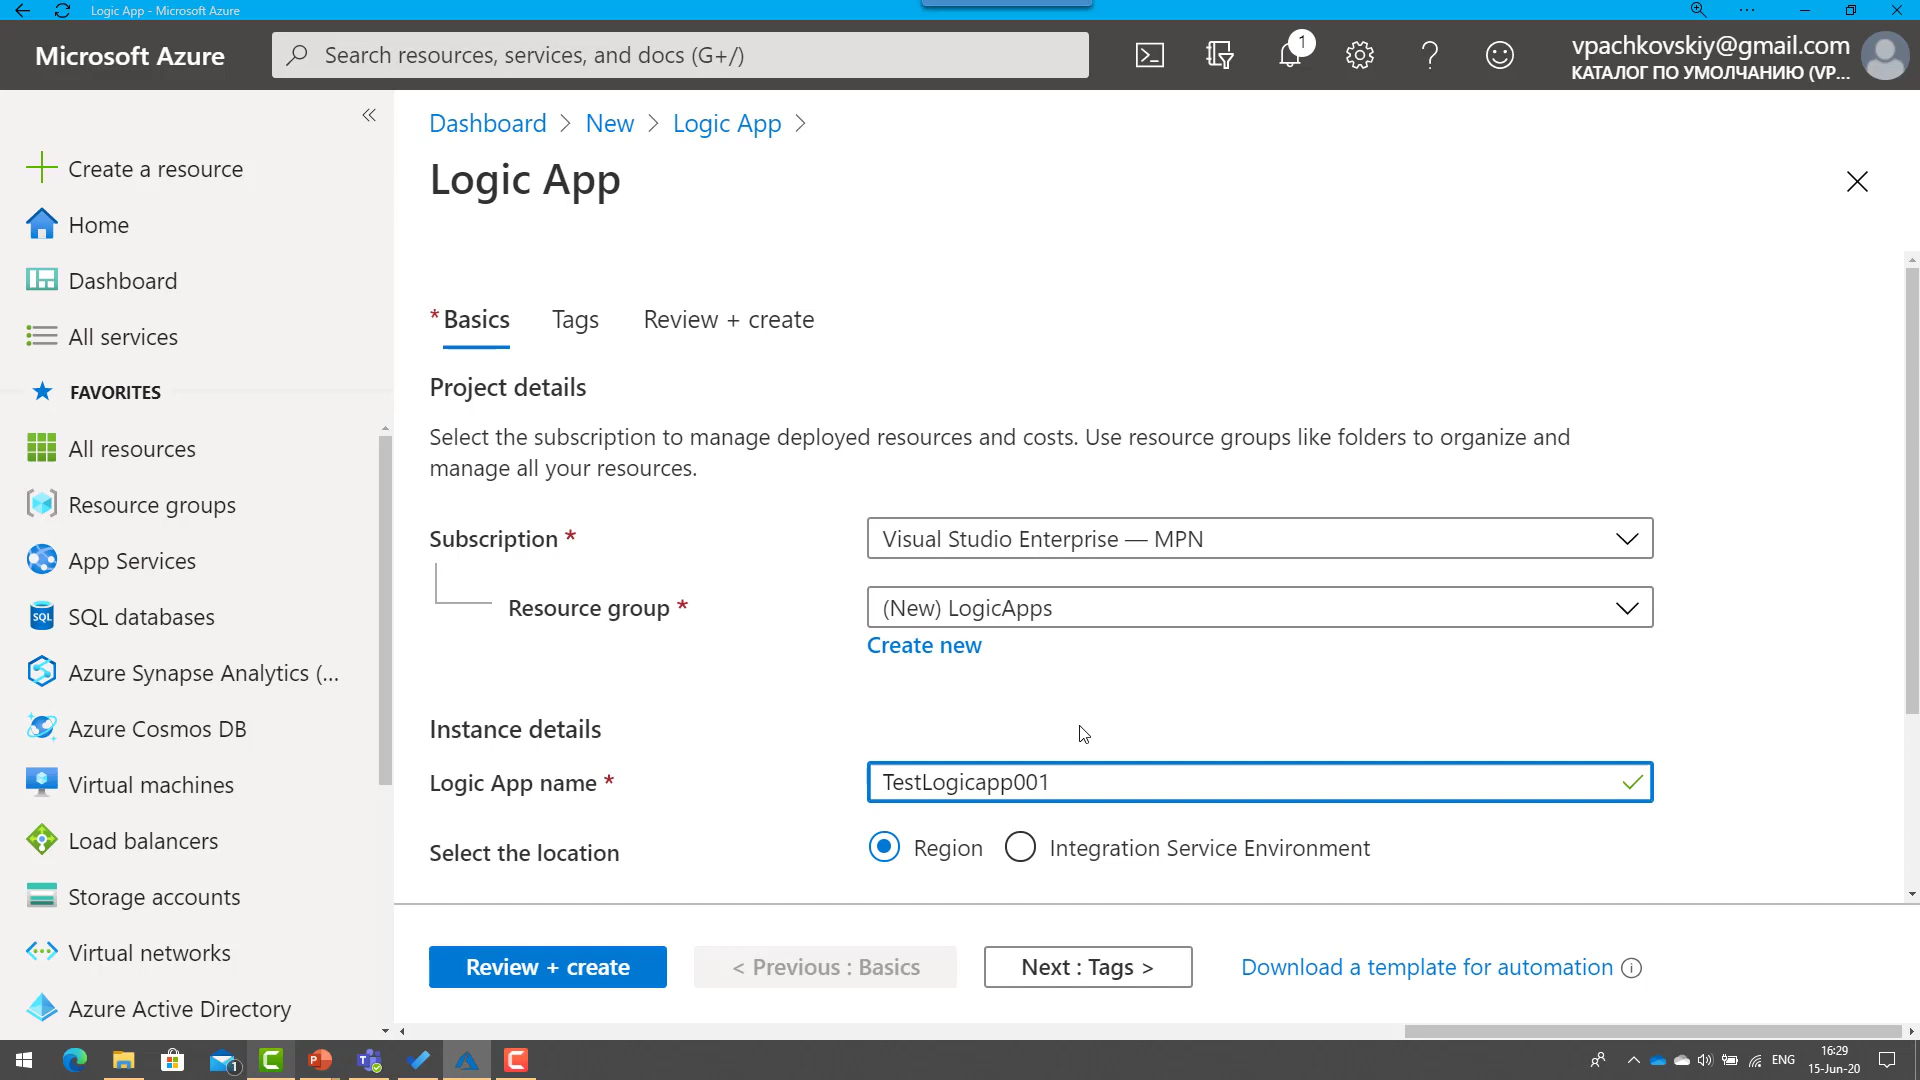 Logic App - Microsoft Azure
Microsoft Azure
Search resources, services, and docs (G+/)
1
vpachkovskiy@gmail.com
КАТАЛОГ ПО УМОЛЧАНИЮ (VP...
Create a resource
Home
Dashboard
All services
FAVORITES
All resources
Resource groups
App Services
SQL databases
Azure Synapse Analytics (...
Azure Cosmos DB
Virtual machines
Load balancers
Storage accounts
Virtual networks
Azure Active Directory
Dashboard > New > Logic App >
Logic App
* Basics
Tags
Review + create
Project details
Select the subscription to manage deployed resources and costs. Use resource groups like folders to organize and
manage all your resources.
Subscription *
Visual Studio Enterprise — MPN
Resource group *
(New) LogicApps
Create new
Instance details
Logic App name *
TestLogicapp001
Select the location
Region
Integration Service Environment
Review + create
< Previous : Basics
Next : Tags >
Download a template for automation
1
ENG
16:29
15-Jun-20